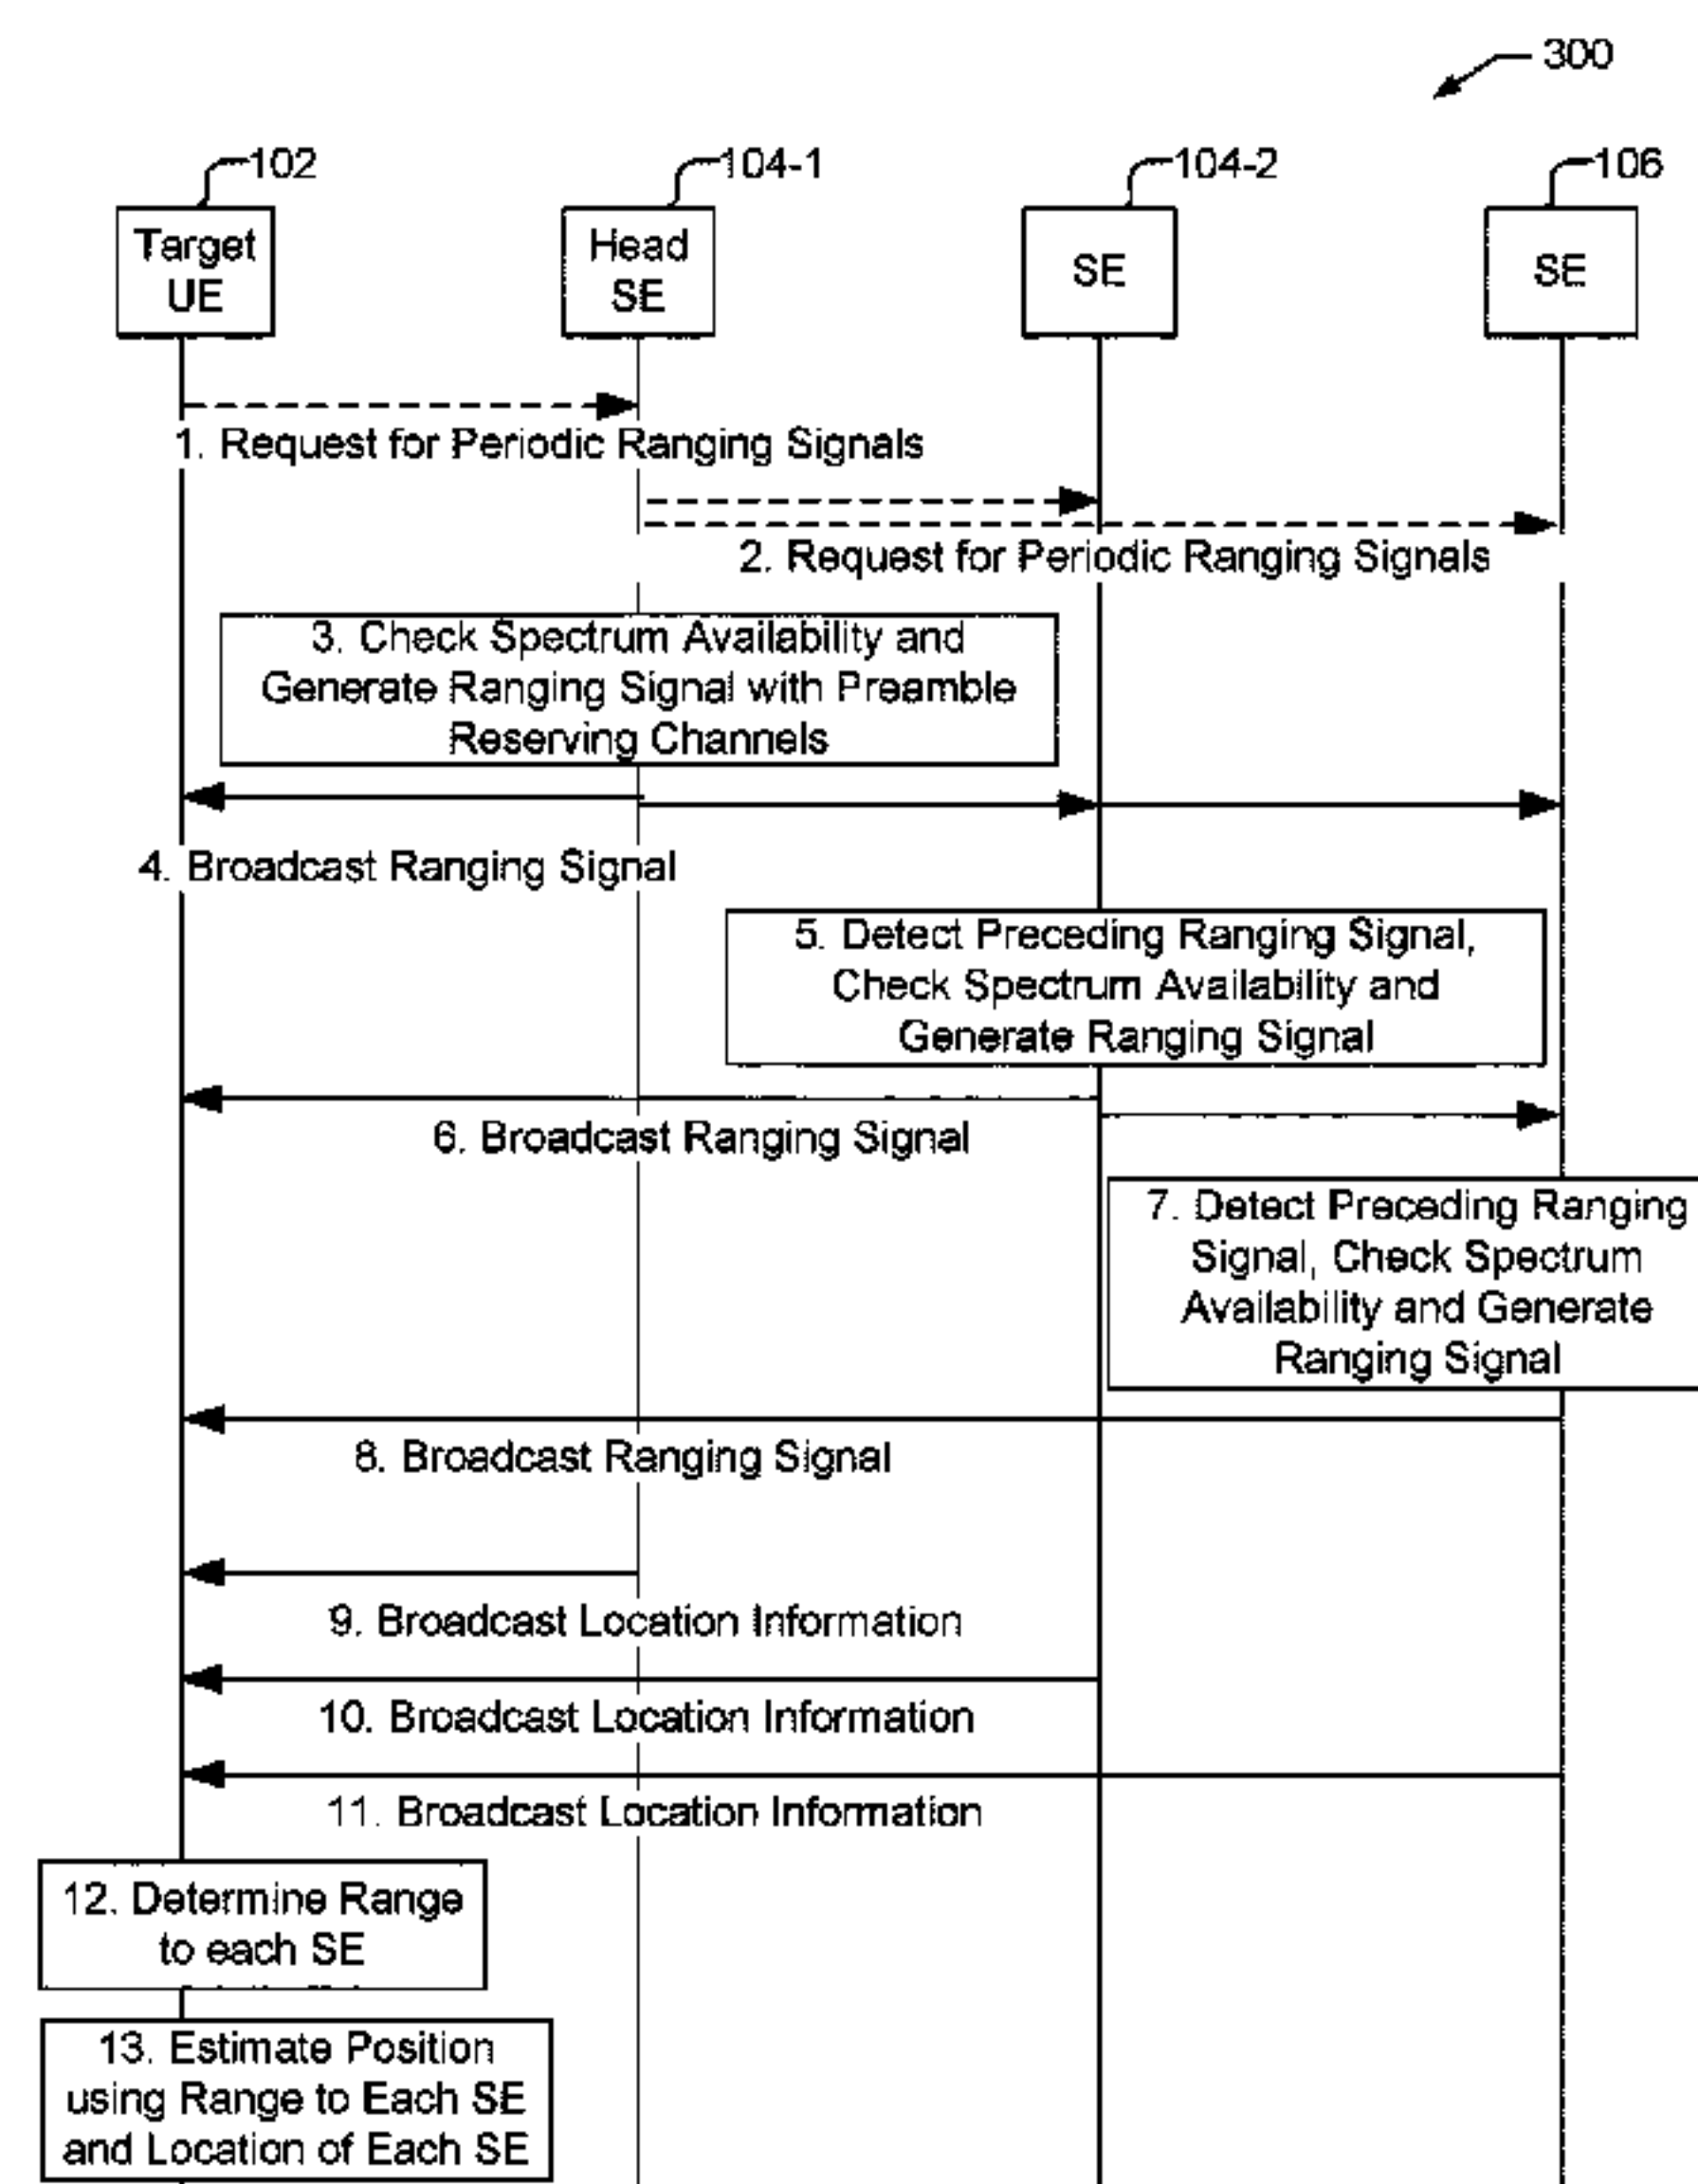 300
102
104-1
104-2
106
Target
UE
Head
SE
SE
SE
1. Request for Periodic Ranging Signals
2. Request for Periodic Ranging Signals
3. Check Spectrum Availability and
Generate Ranging Signal with Preamble
Reserving Channels
4. Broadcast Ranging Signal
5. Detect Preceding Ranging Signal,
Check Spectrum Availability and
Generate Ranging Signal
6. Broadcast Ranging Signal
7. Detect Preceding Ranging
Signal, Check Spectrum
Availability and Generate
Ranging Signal
8. Broadcast Ranging Signal
9. Broadcast Location Information
10. Broadcast Location Information
11. Broadcast Location Information
12. Determine Range
to each SE
13. Estimate Position
using Range to Each SE
and Location of Each SE